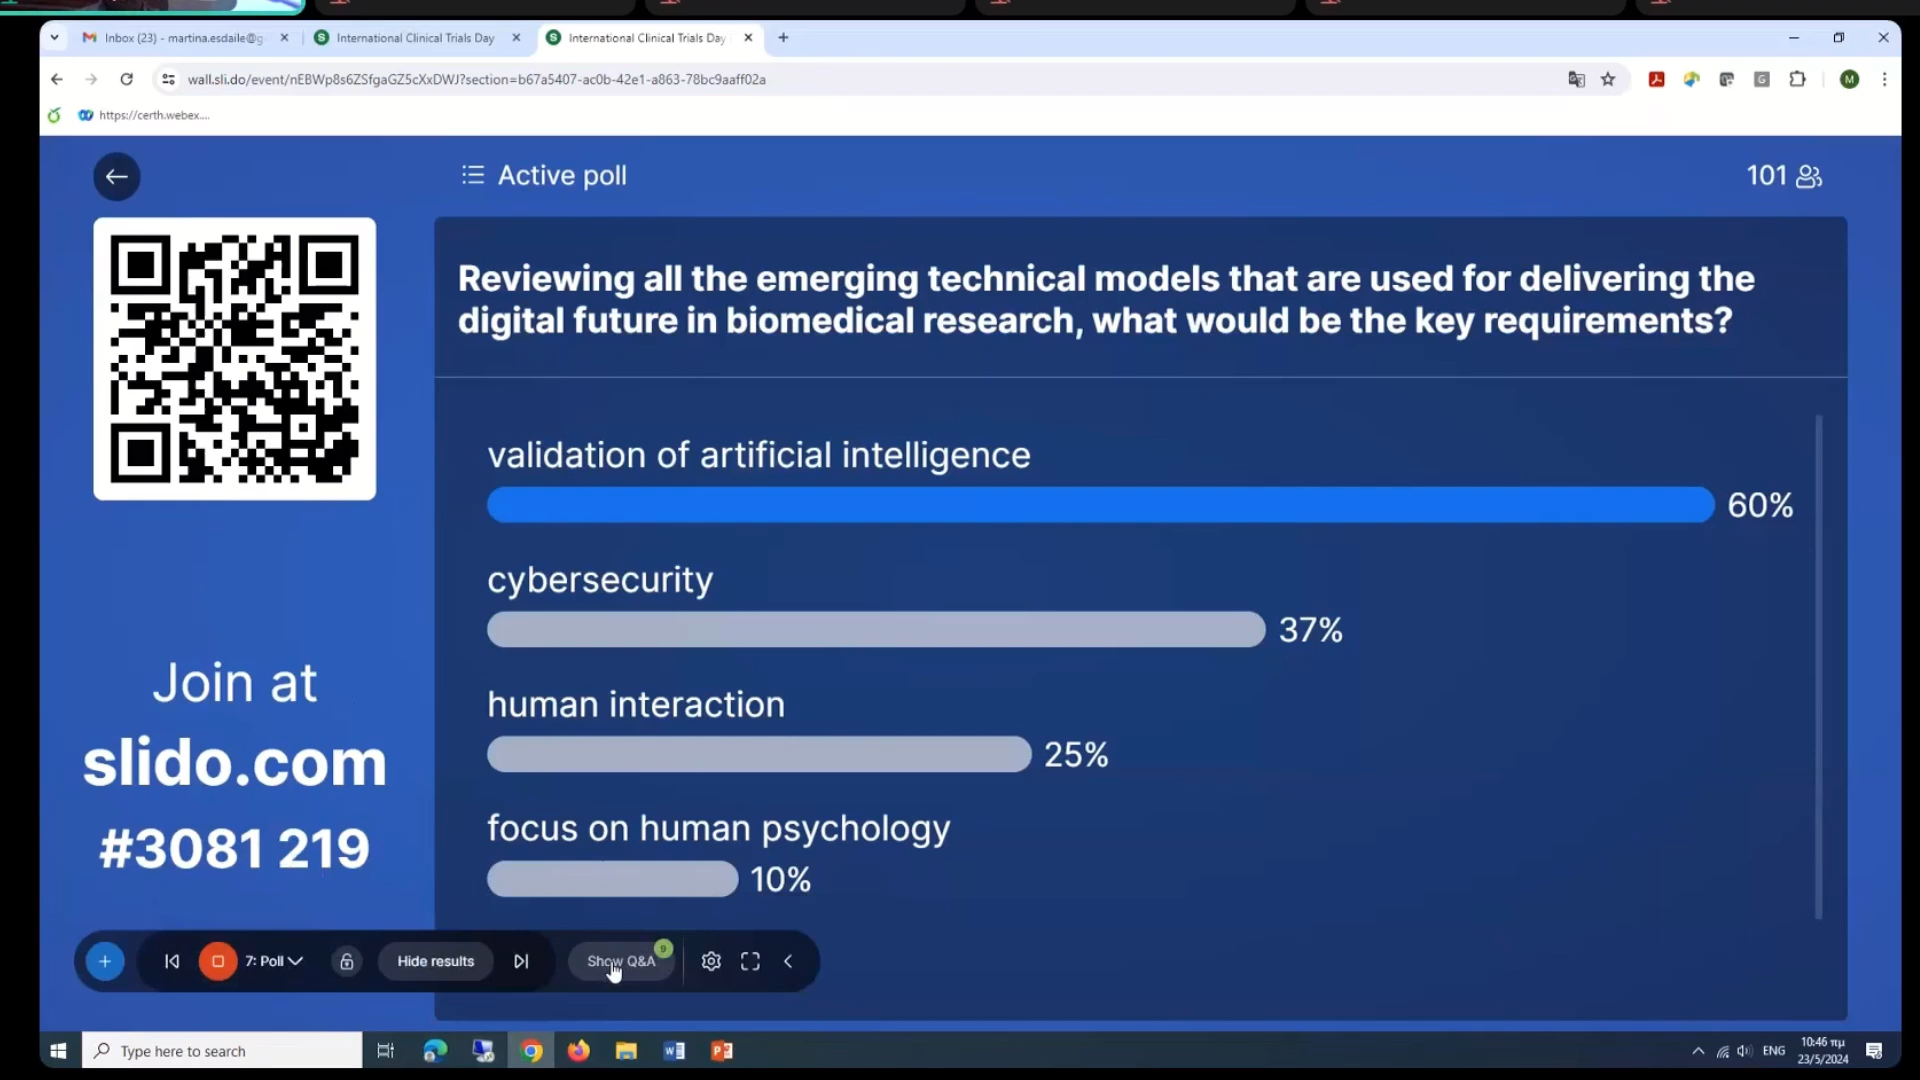 Inbox (23) - martina.esdaile@g
International Clinical Trials Day
International Clinical Trials Day
wall.sli.do/event/nEBWp8s6ZSfgaGZ5cXxDWJ?section=b67a5407-ac0b-42e1-a863-78bc9aaff02a
M
https://certh.webex....
Active poll
101
Reviewing all the emerging technical models that are used for delivering the
digital future in biomedical research, what would be the key requirements?
validation of artificial intelligence
60%
cybersecurity
37%
human interaction
25%
focus on human psychology
10%
Join at
slido.com
#3081 219
7: Poll
Hide results
Show Q&A
9
Type here to search
ENG
10:46 πμ
23/5/2024